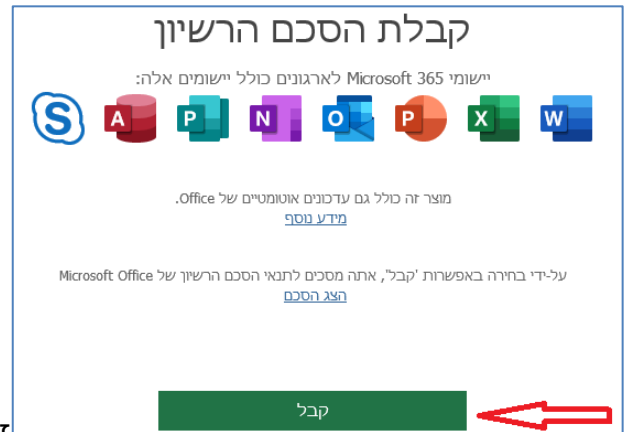 קבלת הסכם הרשיון
יישומי Microsoft 365 לארגונים כולל יישומים אלה:
S A P N O P X W
מוצר זה כולל גם עדכונים אוטומטיים של Office.
מידע נוסף
על-ידי בחירה באפשרות 'קבל', אתה מסכים לתנאי הסכם הרשיון של Microsoft Office
הצג הסכם
קבל